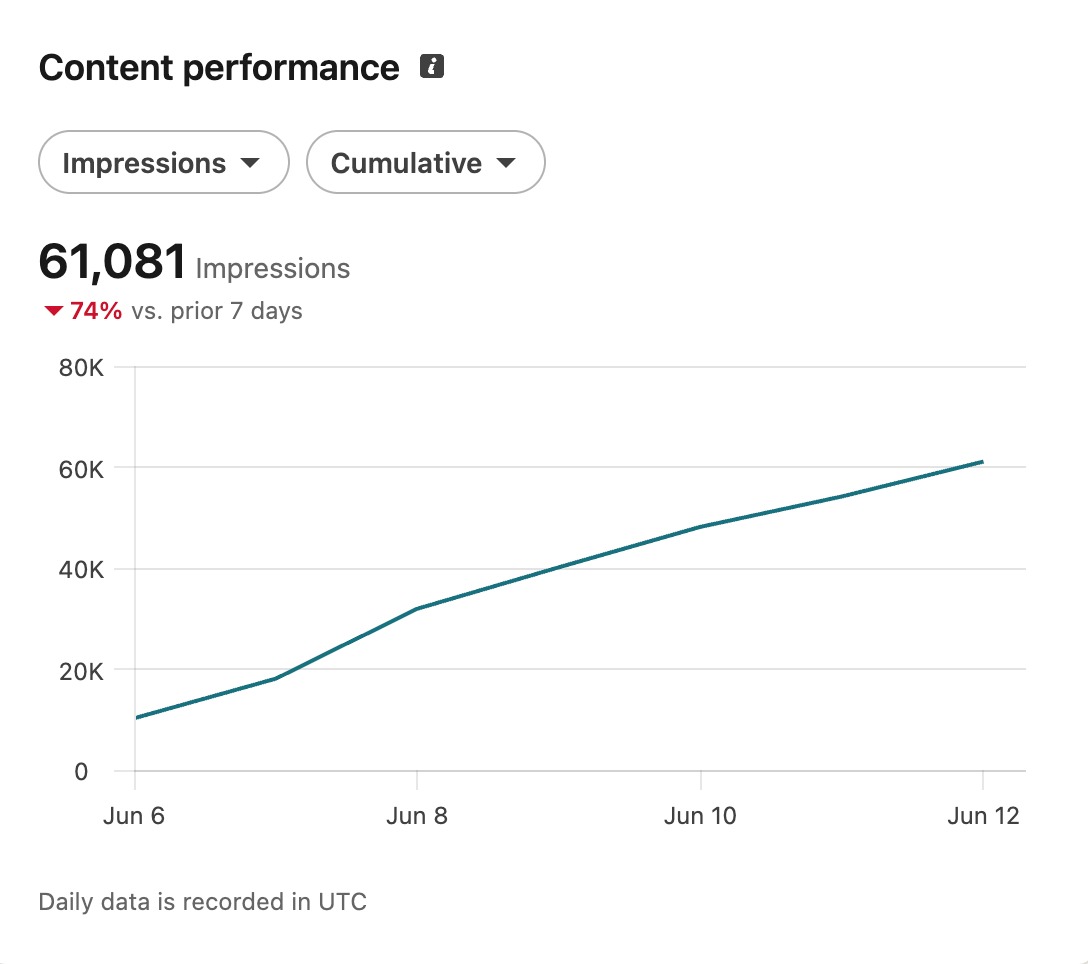 Content performance
Impressions
Cumulative
61,081 Impressions
74% vs. prior 7 days
80K
60K
40K
20K
0
Jun 6
Jun 8
Jun 10
Jun 12
Daily data is recorded in UTC